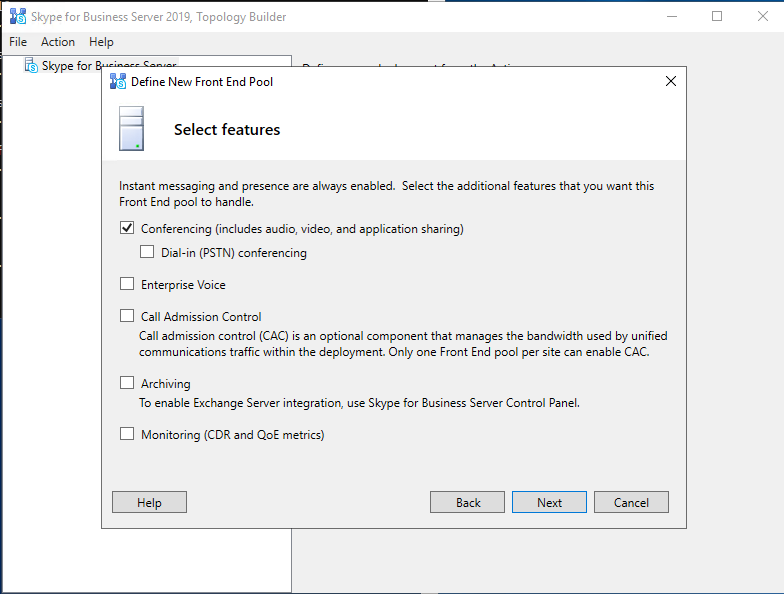 Skype for Business Server 2019, Topology Builder
File Action Help
Skype for Business Server
Define New Front End Pool
Select features
Instant messaging and presence are always enabled. Select the additional features that you want this
Front End pool to handle.
Conferencing (includes audio, video, and application sharing)
Dial-in (PSTN) conferencing
Enterprise Voice
Call Admission Control
Call admission control (CAC) is an optional component that manages the bandwidth used by unified
communications traffic within the deployment. Only one Front End pool per site can enable CAC.
Archiving
To enable Exchange Server integration, use Skype for Business Server Control Panel.
Monitoring (CDR and QoE metrics)
Help Back Next Cancel